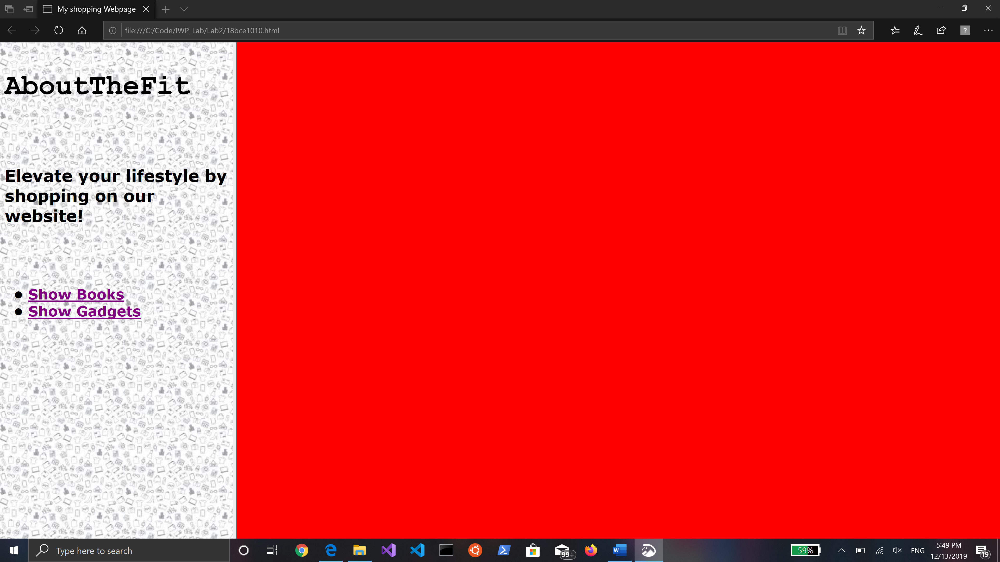 My shopping Webpage
file:///C:/Code/IWP_Lab/Lab2/18bce1010.html
AboutTheFit
Elevate your lifestyle by
shopping on our
website!
Show Books
Show Gadgets
Type here to search
99+
W
59%
ENG
5:49 PM
12/13/2019
19